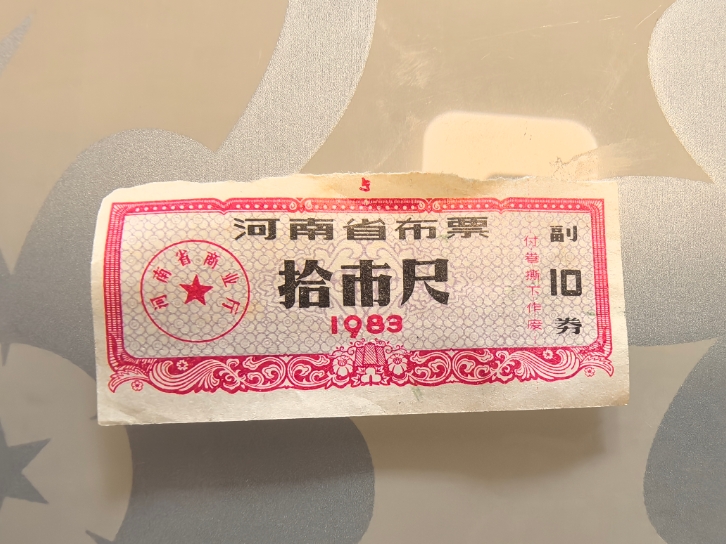 河南省布票
拾市尺
1983
河南省商业厅
付券撕下作废
副
10
券